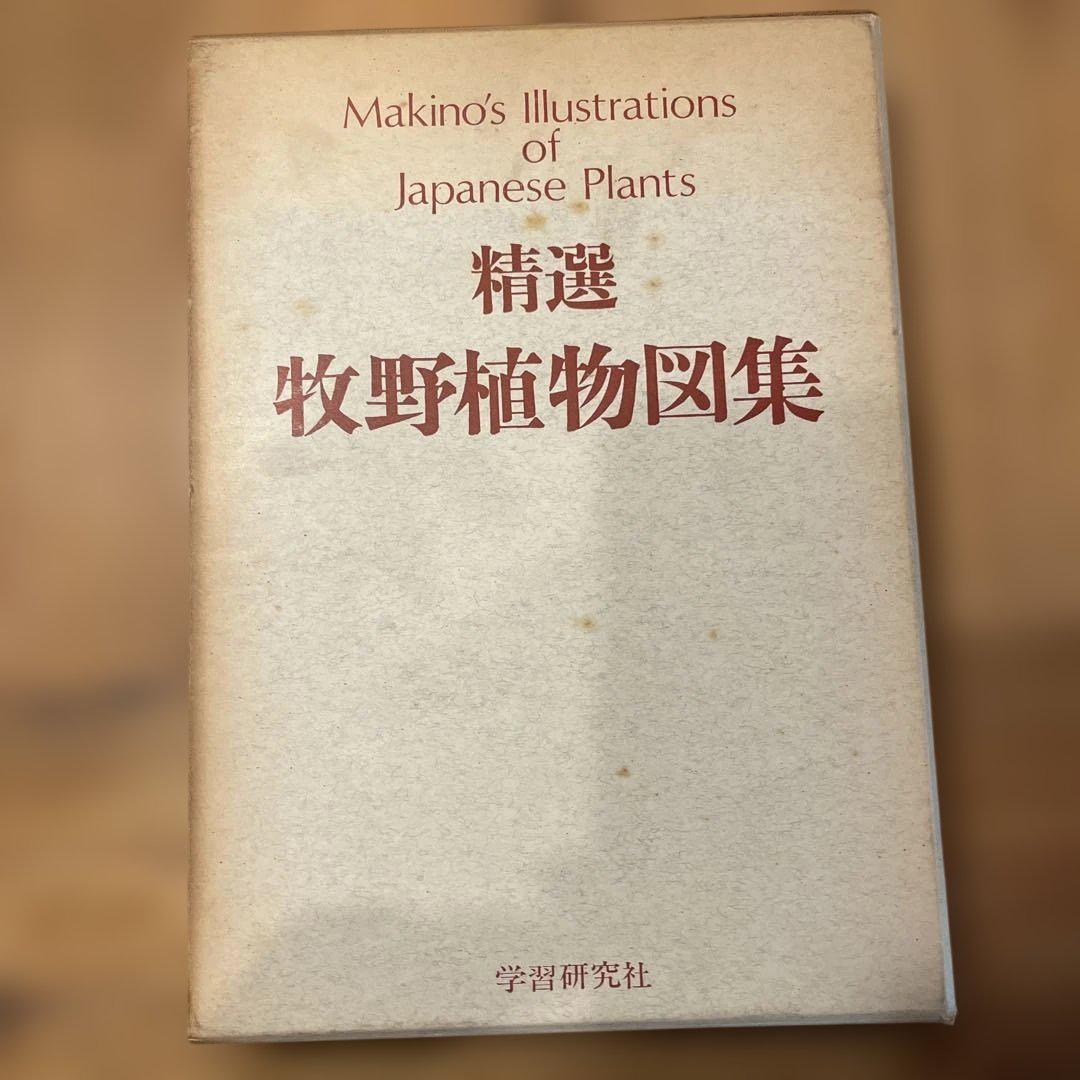 Makino's Illustrations
of
Japanese Plants
精選
牧野植物図集
学習研究社